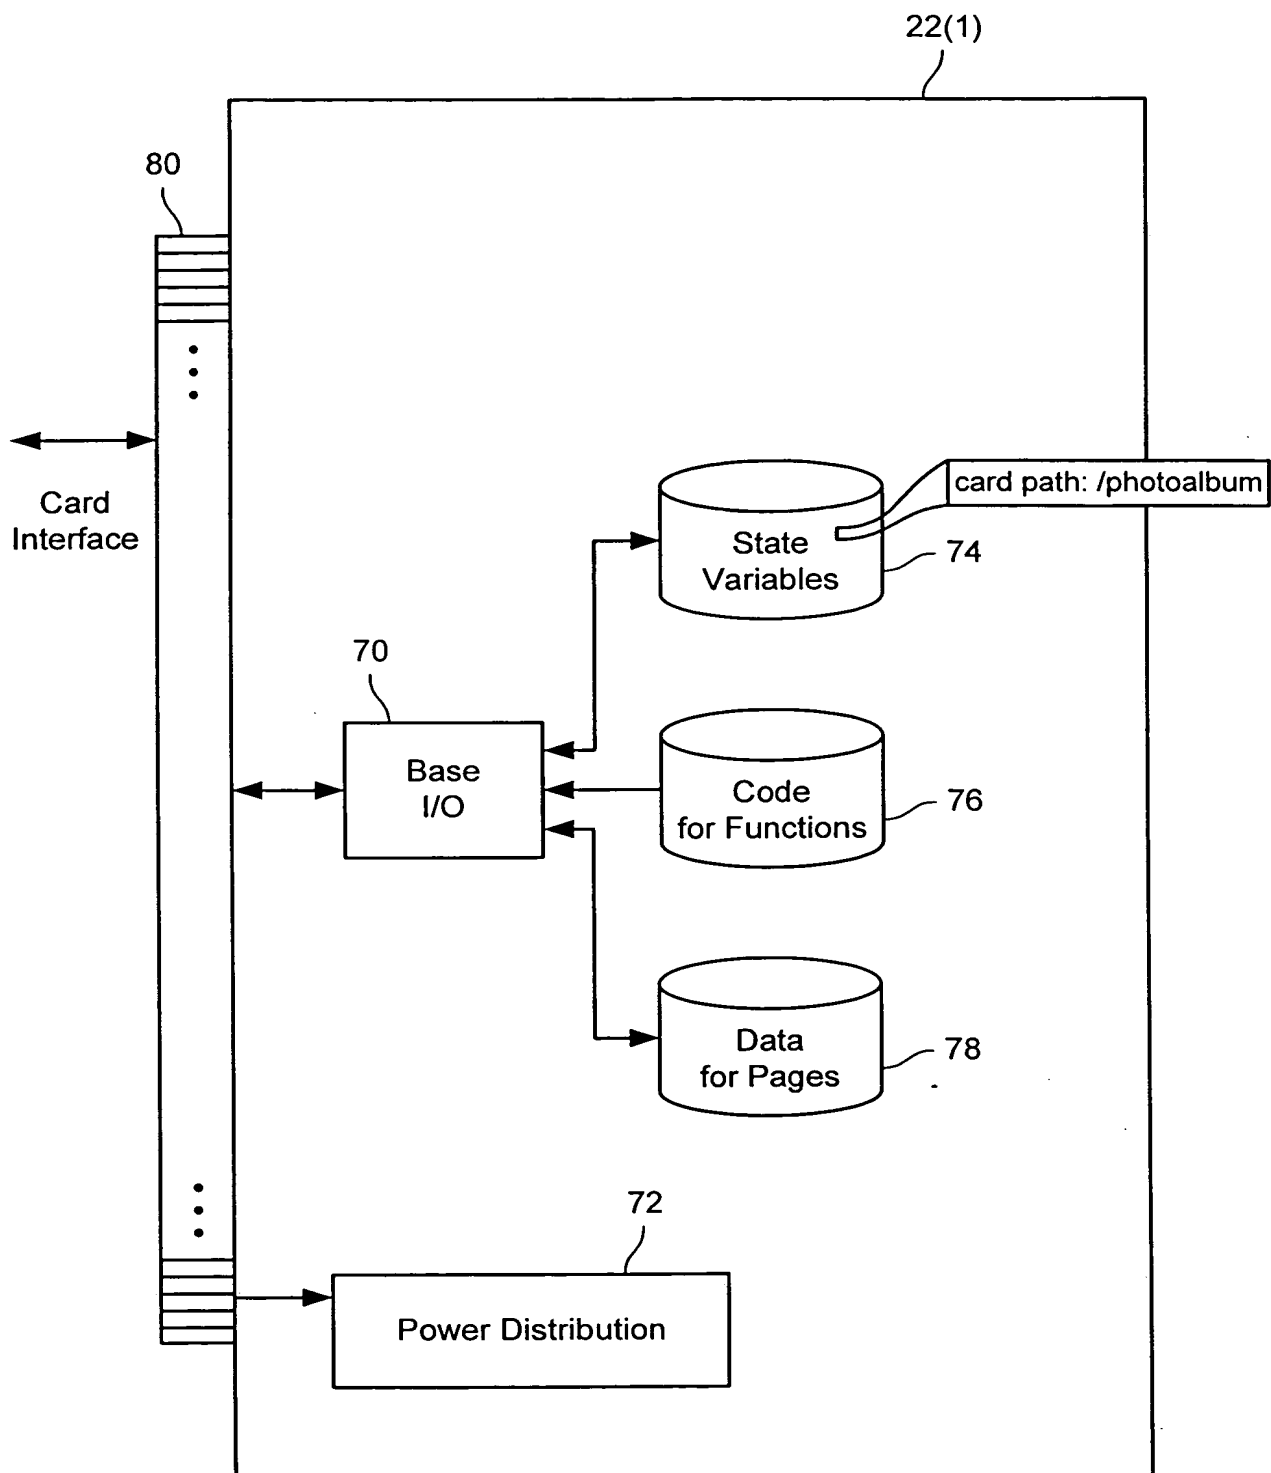 22(1)
80
Card
Interface
card path: /photoalbum
State
Variables
74
70
Base
I/O
Code
for Functions
76
Data
for Pages
78
72
Power Distribution